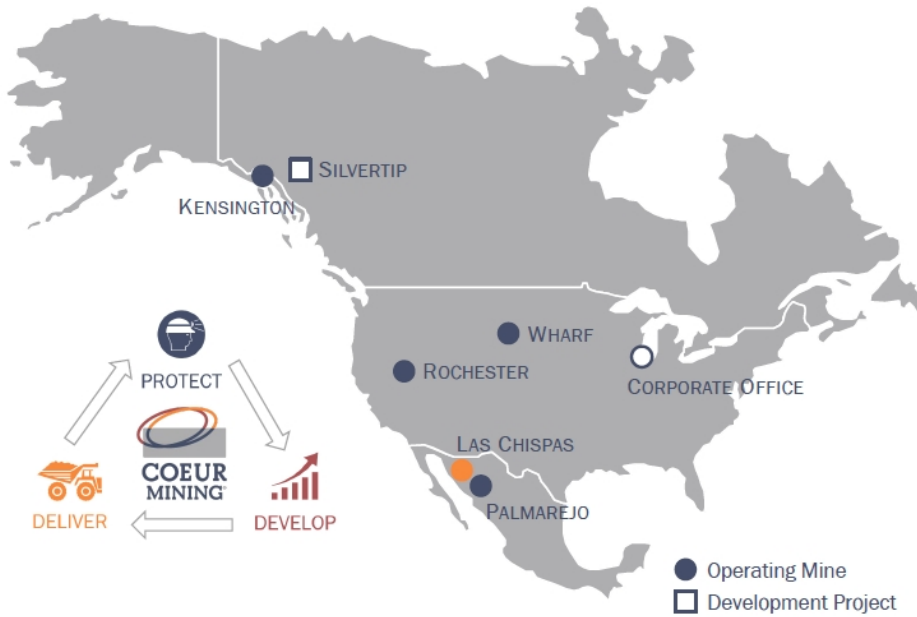 SILVERTIP
KENSINGTON
WHARF
ROCHESTER
CORPORATE OFFICE
LAS CHISPAS
PALMAREJO
PROTECT
COEUR
MINING
DELIVER
DEVELOP
Operating Mine
Development Project